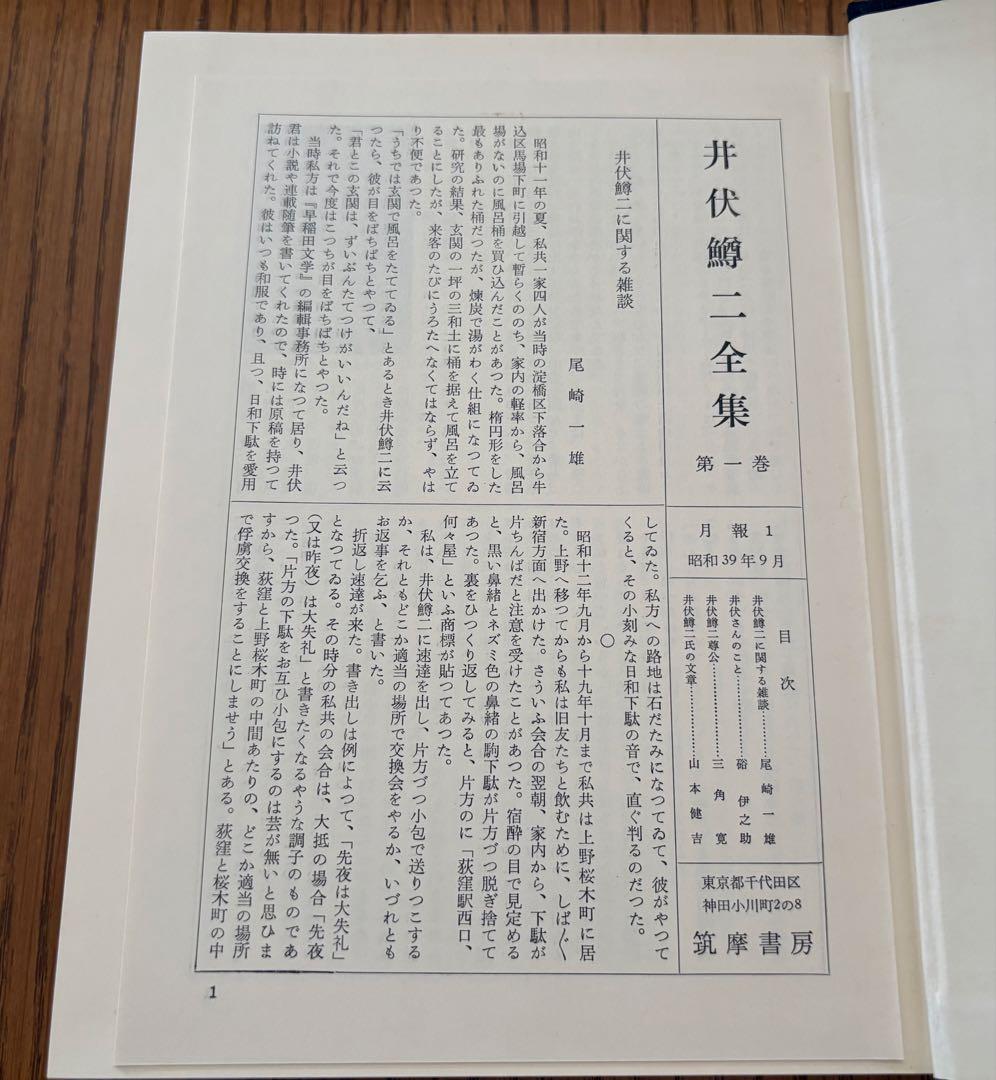 井伏鱒二全集
第一巻
月報1
昭和39年9月
目次
井伏鱒二に関する雑談…………尾崎一雄
井伏さんのこと…………谺伊之助
井伏鱒二尊公…………三角寛
井伏鱒二氏の文章…………山本健吉
東京都千代田区
神田小川町2の8
筑摩書房
井伏鱒二に関する雑談
尾崎一雄
昭和十一年の夏、私共一家四人が当時の淀橋区下落合から牛
込区馬場下町に引越して暫らくののち、家内の軽率から、風呂
場がないのに風呂桶を買ひ込んだことがあつた。楕円形をした
最もありふれた桶だつたが、煉炭で湯がわく仕組になつてゐ
た。研究の結果、玄関の一坪の三和土に桶を据えて風呂を立て
ることにしたが、来客のたびにうろたへなくてはならず、やは
り不便であつた。
「うちでは玄関で風呂をたててゐる」とあるとき井伏鱒二に云
つたら、彼が目をぱちぱちとやつて、
「君とこの玄関は、ずいぶんたてつけがいいんだね」と云つ
た。それで今度はこつちが目をぱちぱちとやつた。
当時私方は『早稲田文学』の編輯事務所になつて居り、井伏
君は小説や連載随筆を書いてくれたので、時には原稿を持つて
訪ねてくれた。彼はいつも和服であり、且つ、日和下駄を愛用
してゐた。私方への路地は石だたみになつてゐて、彼がやつて
くると、その小刻みな日和下駄の音で、直ぐ判るのだつた。
○
昭和十二年九月から十九年十月まで私共は上野桜木町に居
た。上野へ移つてからも私は旧友たちと飲むために、しば〳〵
新宿方面へ出かけた。さういふ会合の翌朝、家内から、下駄が
片ちんばだと注意を受けたことがあつた。宿酔の目で見定める
と、黒い鼻緒とネズミ色の鼻緒の駒下駄が片方づつ脱ぎ捨てて
あつた。裏をひつくり返してみると、片方のに「荻窪駅西口、
何々屋」といふ商標が貼つてあつた。
私は、井伏鱒二に速達を出し、片方づつ小包で送りつこする
か、それともどこか適当の場所で交換会をやるか、いづれとも
お返事を乞ふ、と書いた。
折返し速達が来た。書き出しは例によつて、「先夜は大失礼」
となつてゐる。その時分の私共の会合は、大抵の場合「先夜
（又は昨夜）は大失礼」と書きたくなるやうな調子のものであ
つた。「片方の下駄をお互ひ小包にするのは芸が無いと思ひま
すから、荻窪と上野桜木町の中間あたりの、どこか適当の場所
で俘虜交換をすることにしませう」とある。荻窪と桜木町の中
1